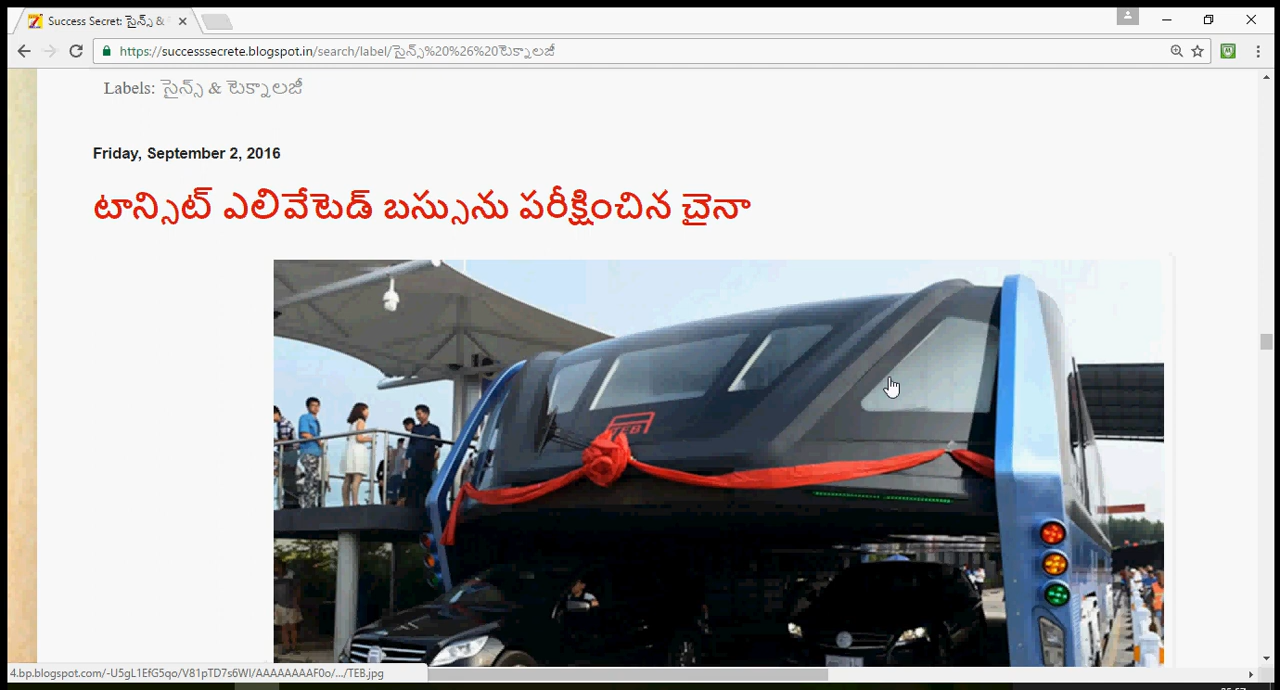 Success Secret: సైన్స్ &
https://successsecrete.blogspot.in/search/label/సైన్స్%20%26%20టెక్నాలజీ
Labels: సైన్స్ & టెక్నాలజీ
Friday, September 2, 2016
టాన్సిట్ ఎలివేటెడ్ బస్సును పరీక్షించిన చైనా
TEB
4.bp.blogspot.com/-U5gL1EfG5qo/V81pTD7s6WI/AAAAAAAAF0o/.../TEB.jpg